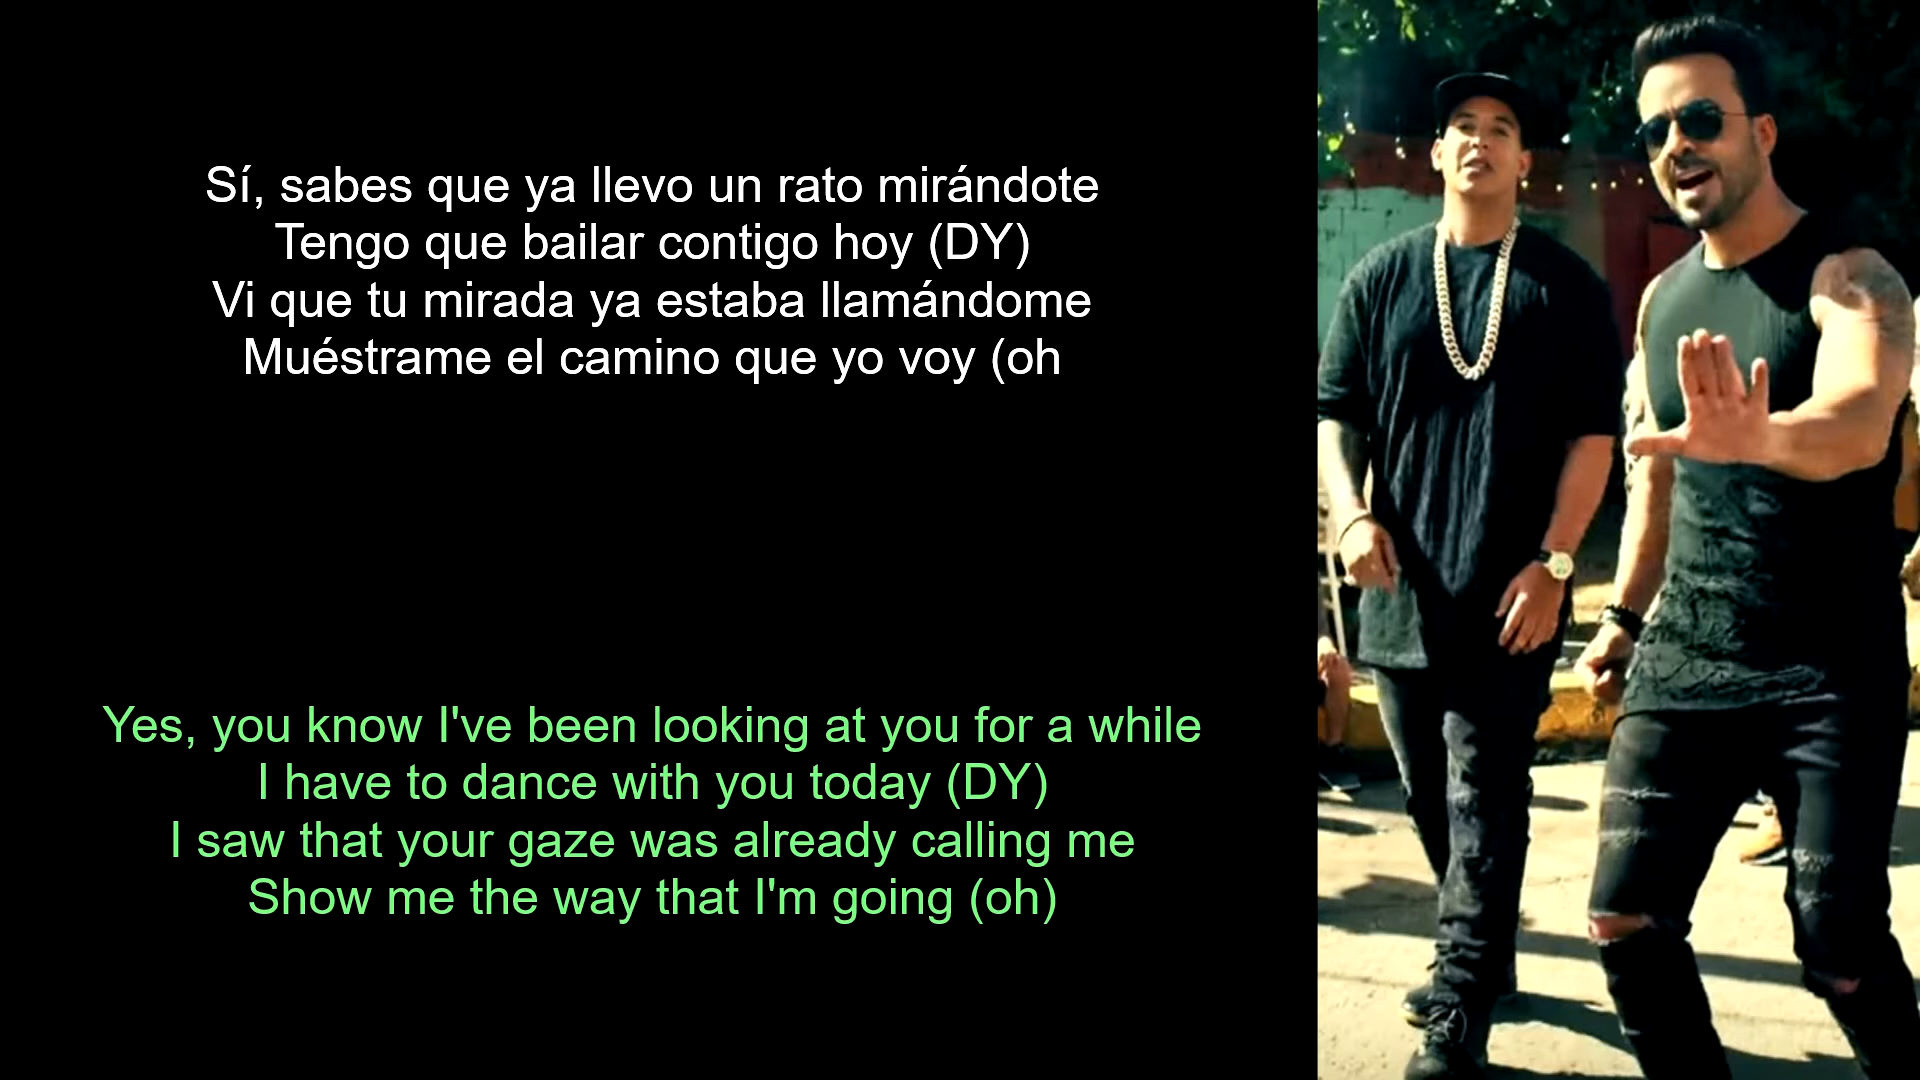 Sí, sabes que ya llevo un rato mirándote
Tengo que bailar contigo hoy (DY)
Vi que tu mirada ya estaba llamándome
Muéstrame el camino que yo voy (oh
Yes, you know I've been looking at you for a while
I have to dance with you today (DY)
I saw that your gaze was already calling me
Show me the way that I'm going (oh)